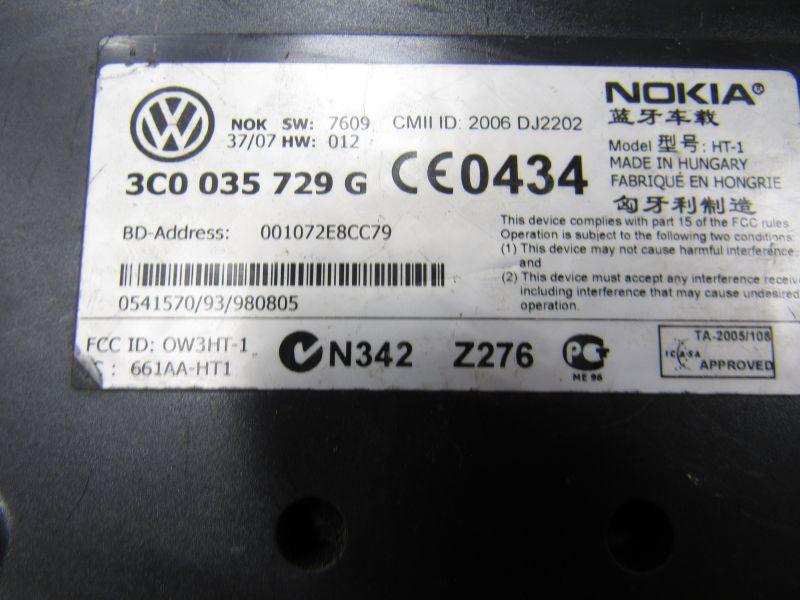 NOKIA®
蓝牙车载
Model 型号: HT-1
MADE IN HUNGARY
FABRIQUÉ EN HONGRIE
匈牙利制造
NOK SW: 7609 CMII ID: 2006 DJ2202
37/07 HW: 012
3C0 035 729 G CE0434
BD-Address: 001072E8CC79
0541570/93/980805
This device complies with part 15 of the FCC rules
Operation is subject to the following two conditions:
(1) This device may not cause harmful interference
and
(2) This device must accept any interference
including interference that may cause undesired
operation.
FCC ID: OW3HT-1
: 661AA-HT1
N342 Z276
ME 96
TA-2005/108
ICASA
APPROVED